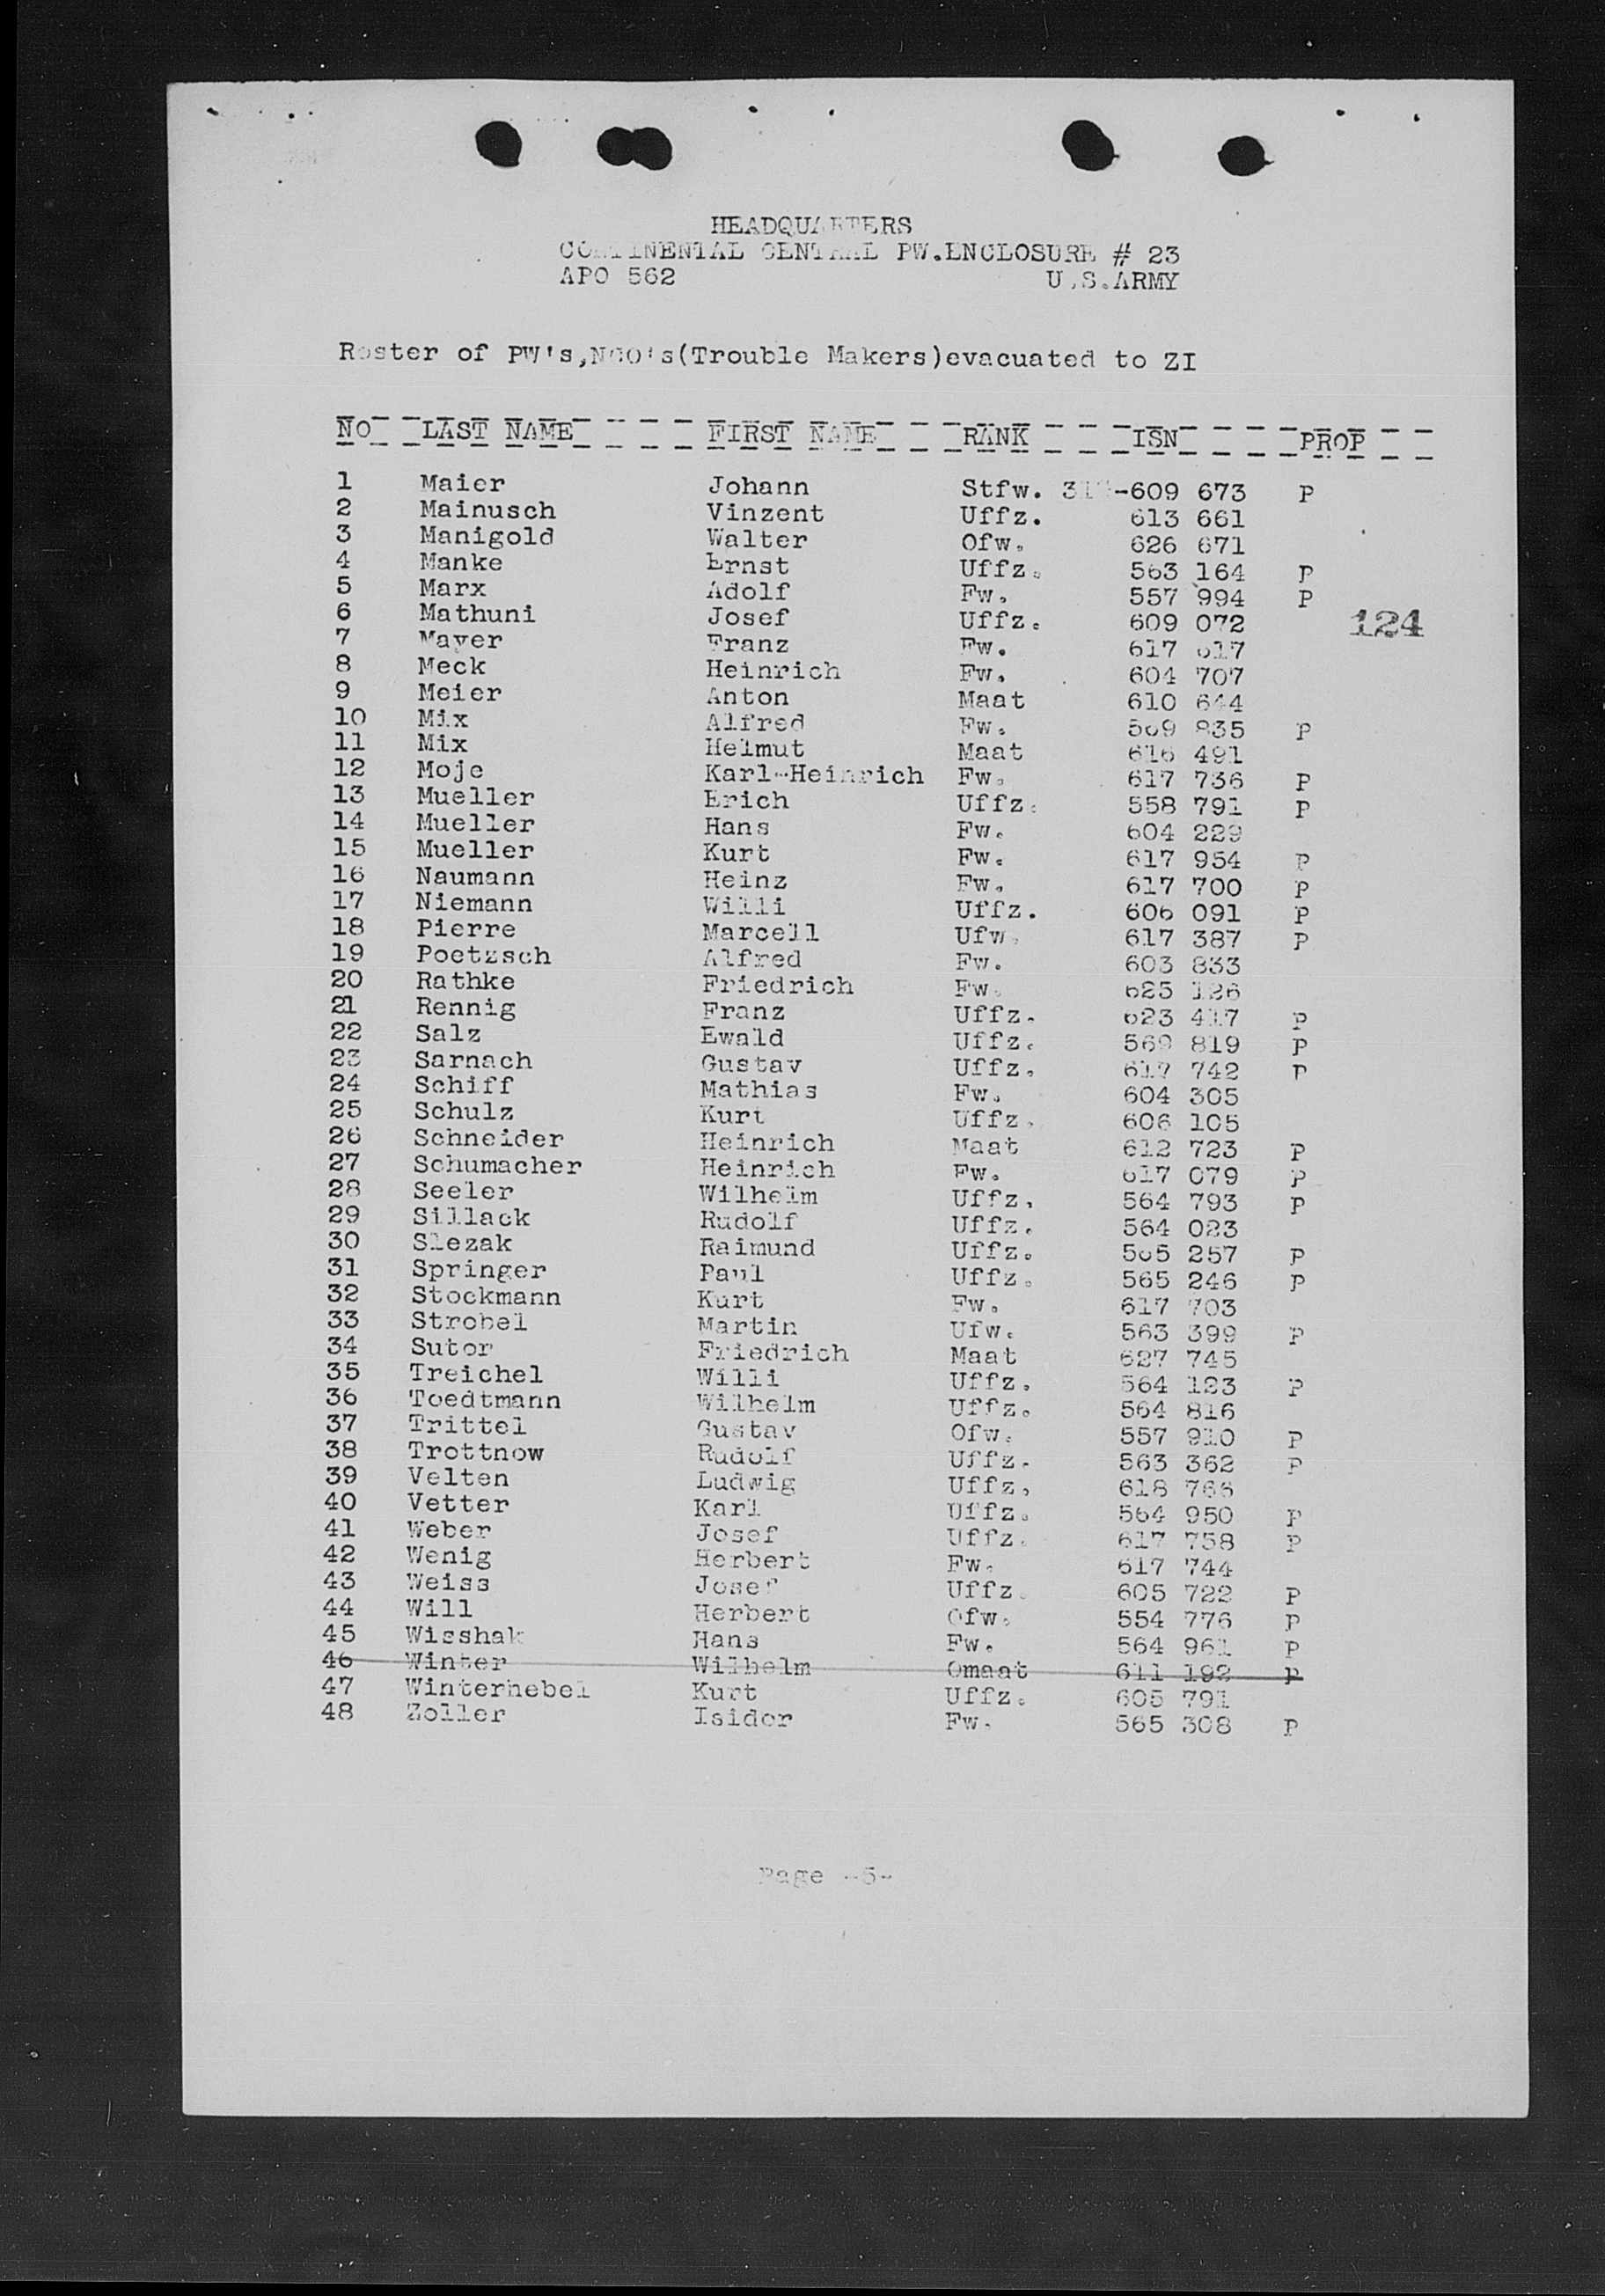 HEADQUARTERS
CONTINENTAL CENTRAL PW.ENCLOSURE # 23
APO 562 U.S.ARMY
Roster of PW's,NCO's(Trouble Makers)evacuated to ZI
NO LAST NAME FIRST NAME RANK ISN PROP
1 Maier Johann Stfw. -609 673 P
2 Mainusch Vinzent Uffz. 613 661
3 Manigold Walter Ofw. 626 671
4 Manke Ernst Uffz. 563 164 P
5 Marx Adolf Fw. 557 994 P
6 Mathuni Josef Uffz. 609 072
124
7 Mayer Franz Fw. 617 617
8 Meck Heinrich Fw. 604 707
9 Meier Anton Maat 610 644
10 Mix Alfred Fw. 569 835 P
11 Mix Helmut Maat 616 491
12 Moje Karl-Heinrich Fw. 617 736 P
13 Mueller Erich Uffz. 558 791 P
14 Mueller Hans Fw. 604 229
15 Mueller Kurt Fw. 617 954 P
16 Naumann Heinz Fw. 617 700 P
17 Niemann Willi Uffz. 606 091 P
18 Pierre Marcell Ufw. 617 387 P
19 Poetzsch Alfred Fw. 603 833
20 Rathke Friedrich Fw. 625 126
21 Rennig Franz Uffz. 623 417 P
22 Salz Ewald Uffz. 569 819 P
23 Sarnach Gustav Uffz. 617 742 P
24 Schiff Mathias Fw. 604 305
25 Schulz Kurt Uffz. 606 105
26 Schneider Heinrich Maat 612 723 P
27 Schumacher Heinrich Fw. 617 079 P
28 Seeler Wilhelm Uffz. 564 793 P
29 Sillack Rudolf Uffz. 564 023
30 Slezak Raimund Uffz. 565 257 P
31 Springer Paul Uffz. 565 246 P
32 Stockmann Kurt Fw. 617 703
33 Strobel Martin Ufw. 563 399 P
34 Sutor Friedrich Maat 627 745
35 Treichel Willi Uffz. 564 123 P
36 Toedtmann Wilhelm Uffz. 564 816
37 Trittel Gustav Ofw. 557 910 P
38 Trottnow Rudolf Uffz. 563 362 P
39 Velten Ludwig Uffz. 618 766
40 Vetter Karl Uffz. 564 950 P
41 Weber Josef Uffz. 617 758 P
42 Wenig Herbert Fw. 617 744
43 Weiss Josef Uffz. 605 722 P
44 Will Herbert Ofw. 554 776 P
45 Wisshak Hans Fw. 564 961 P
46 Winter Wilhelm Omaat 611 192 P
47 Winterhebel Kurt Uffz. 605 791
48 Zoller Isidor Fw. 565 308 P
Page -5-